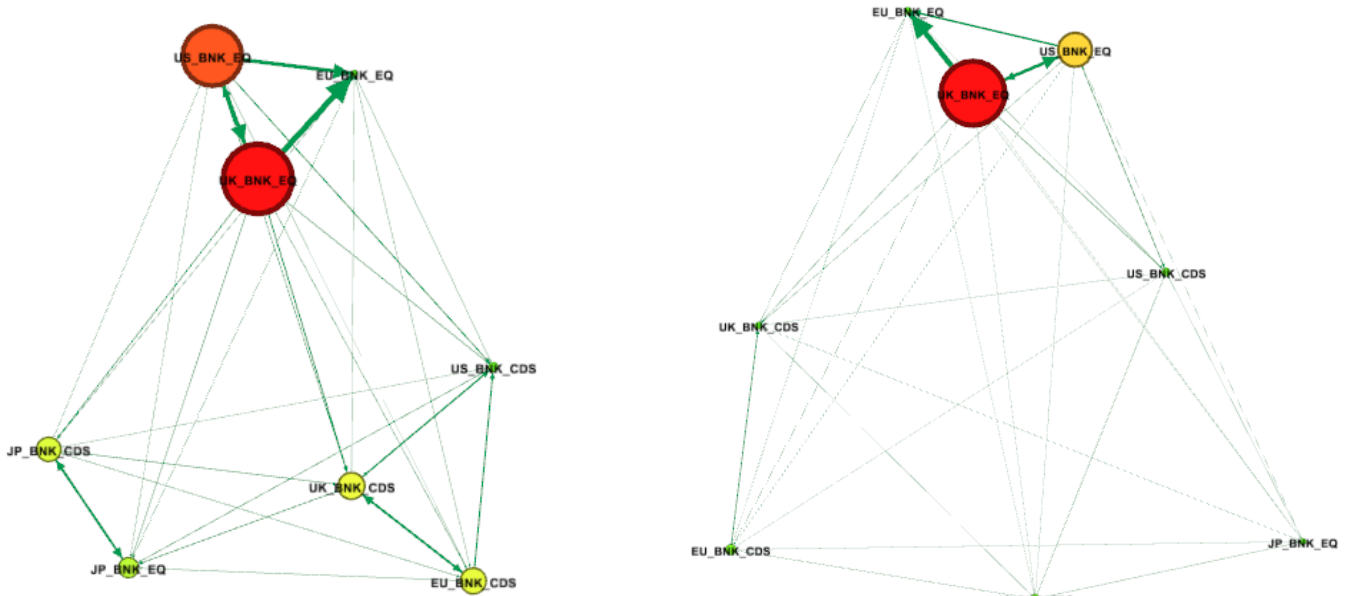 US_BNK_EQ
EU_BNK_EQ
UK_BNK_EQ
US_BNK_CDS
JP_BNK_CDS
UK_BNK_CDS
JP_BNK_EQ
EU_BNK_CDS
EU_BNK_EQ
US_BNK_EQ
UK_BNK_EQ
US_BNK_CDS
UK_BNK_CDS
JP_BNK_EQ
EU_BNK_CDS